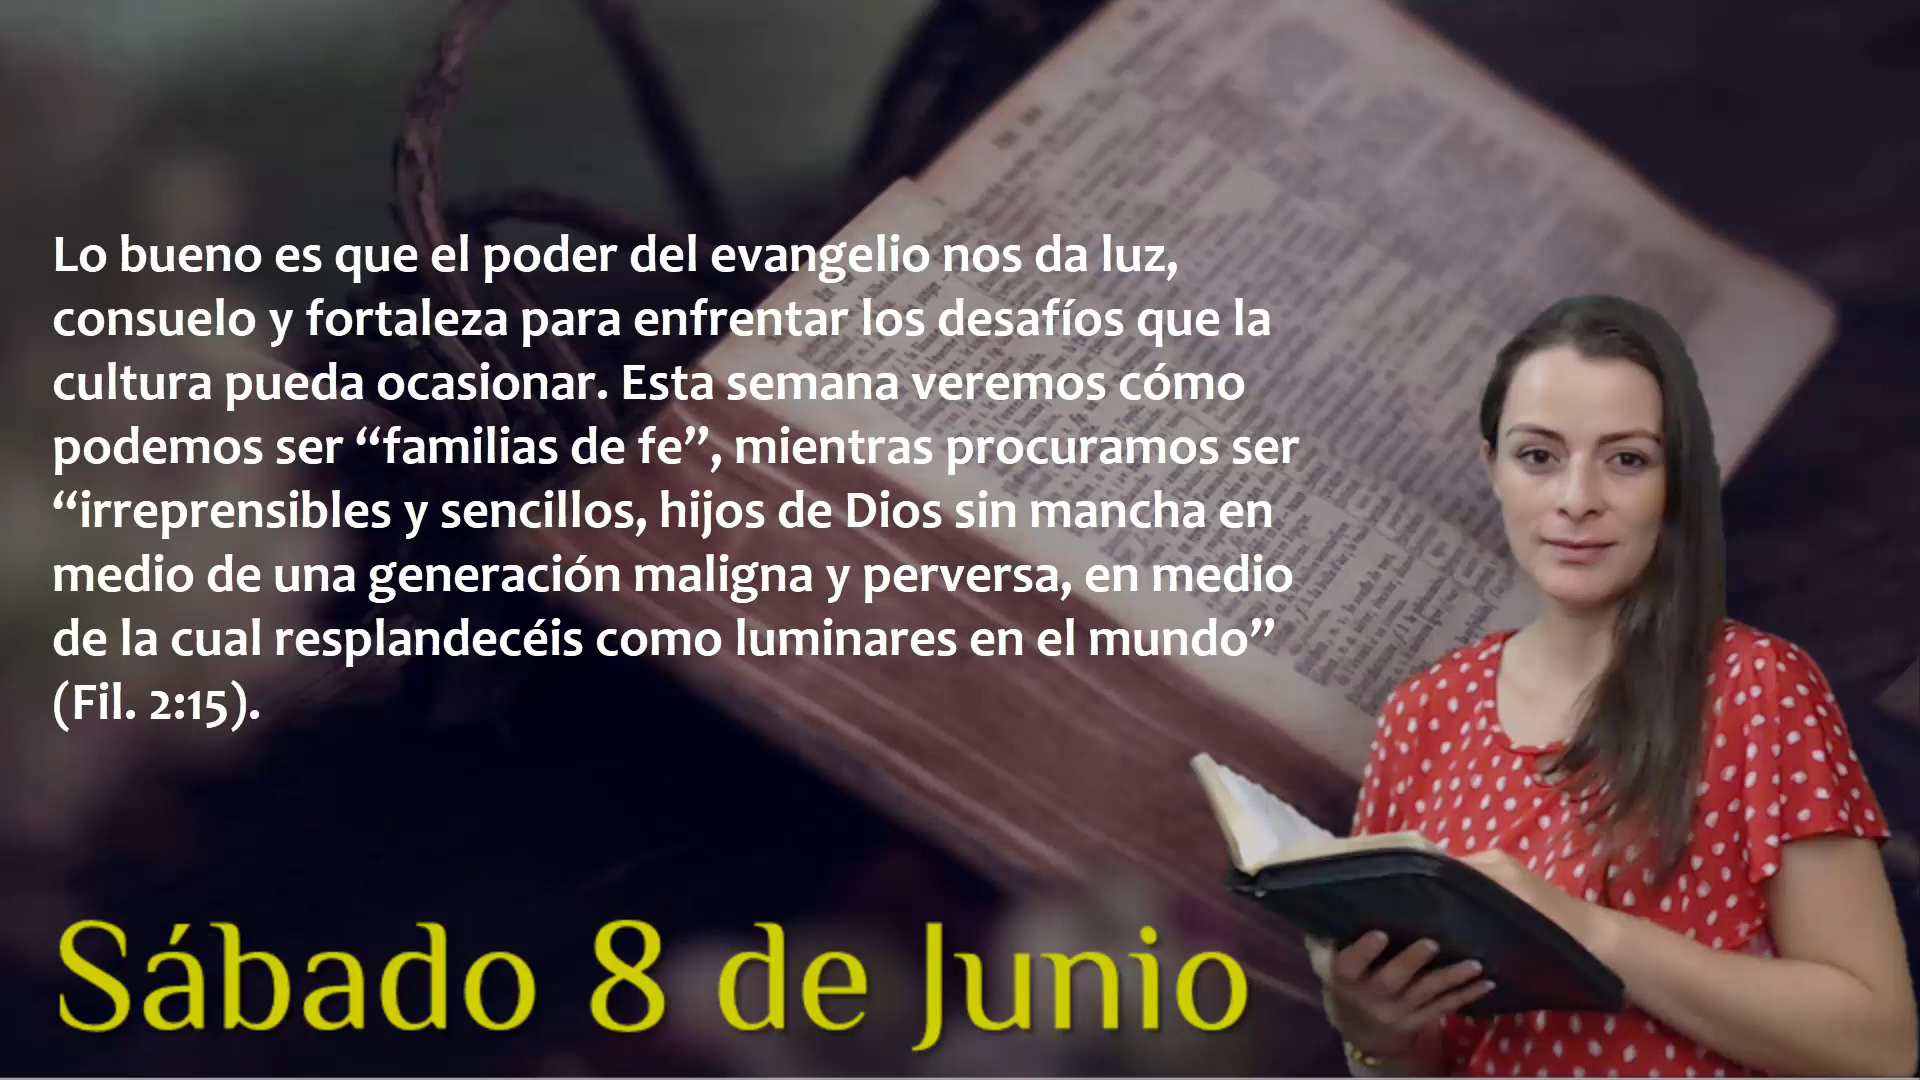 Lo bueno es que el poder del evangelio nos da luz,
consuelo y fortaleza para enfrentar los desafíos que la
cultura pueda ocasionar. Esta semana veremos cómo
podemos ser “familias de fe”, mientras procuramos ser
“irreprensibles y sencillos, hijos de Dios sin mancha en
medio de una generación maligna y perversa, en medio
de la cual resplandecéis como luminares en el mundo”
(Fil. 2:15).
Sábado 8 de Junio